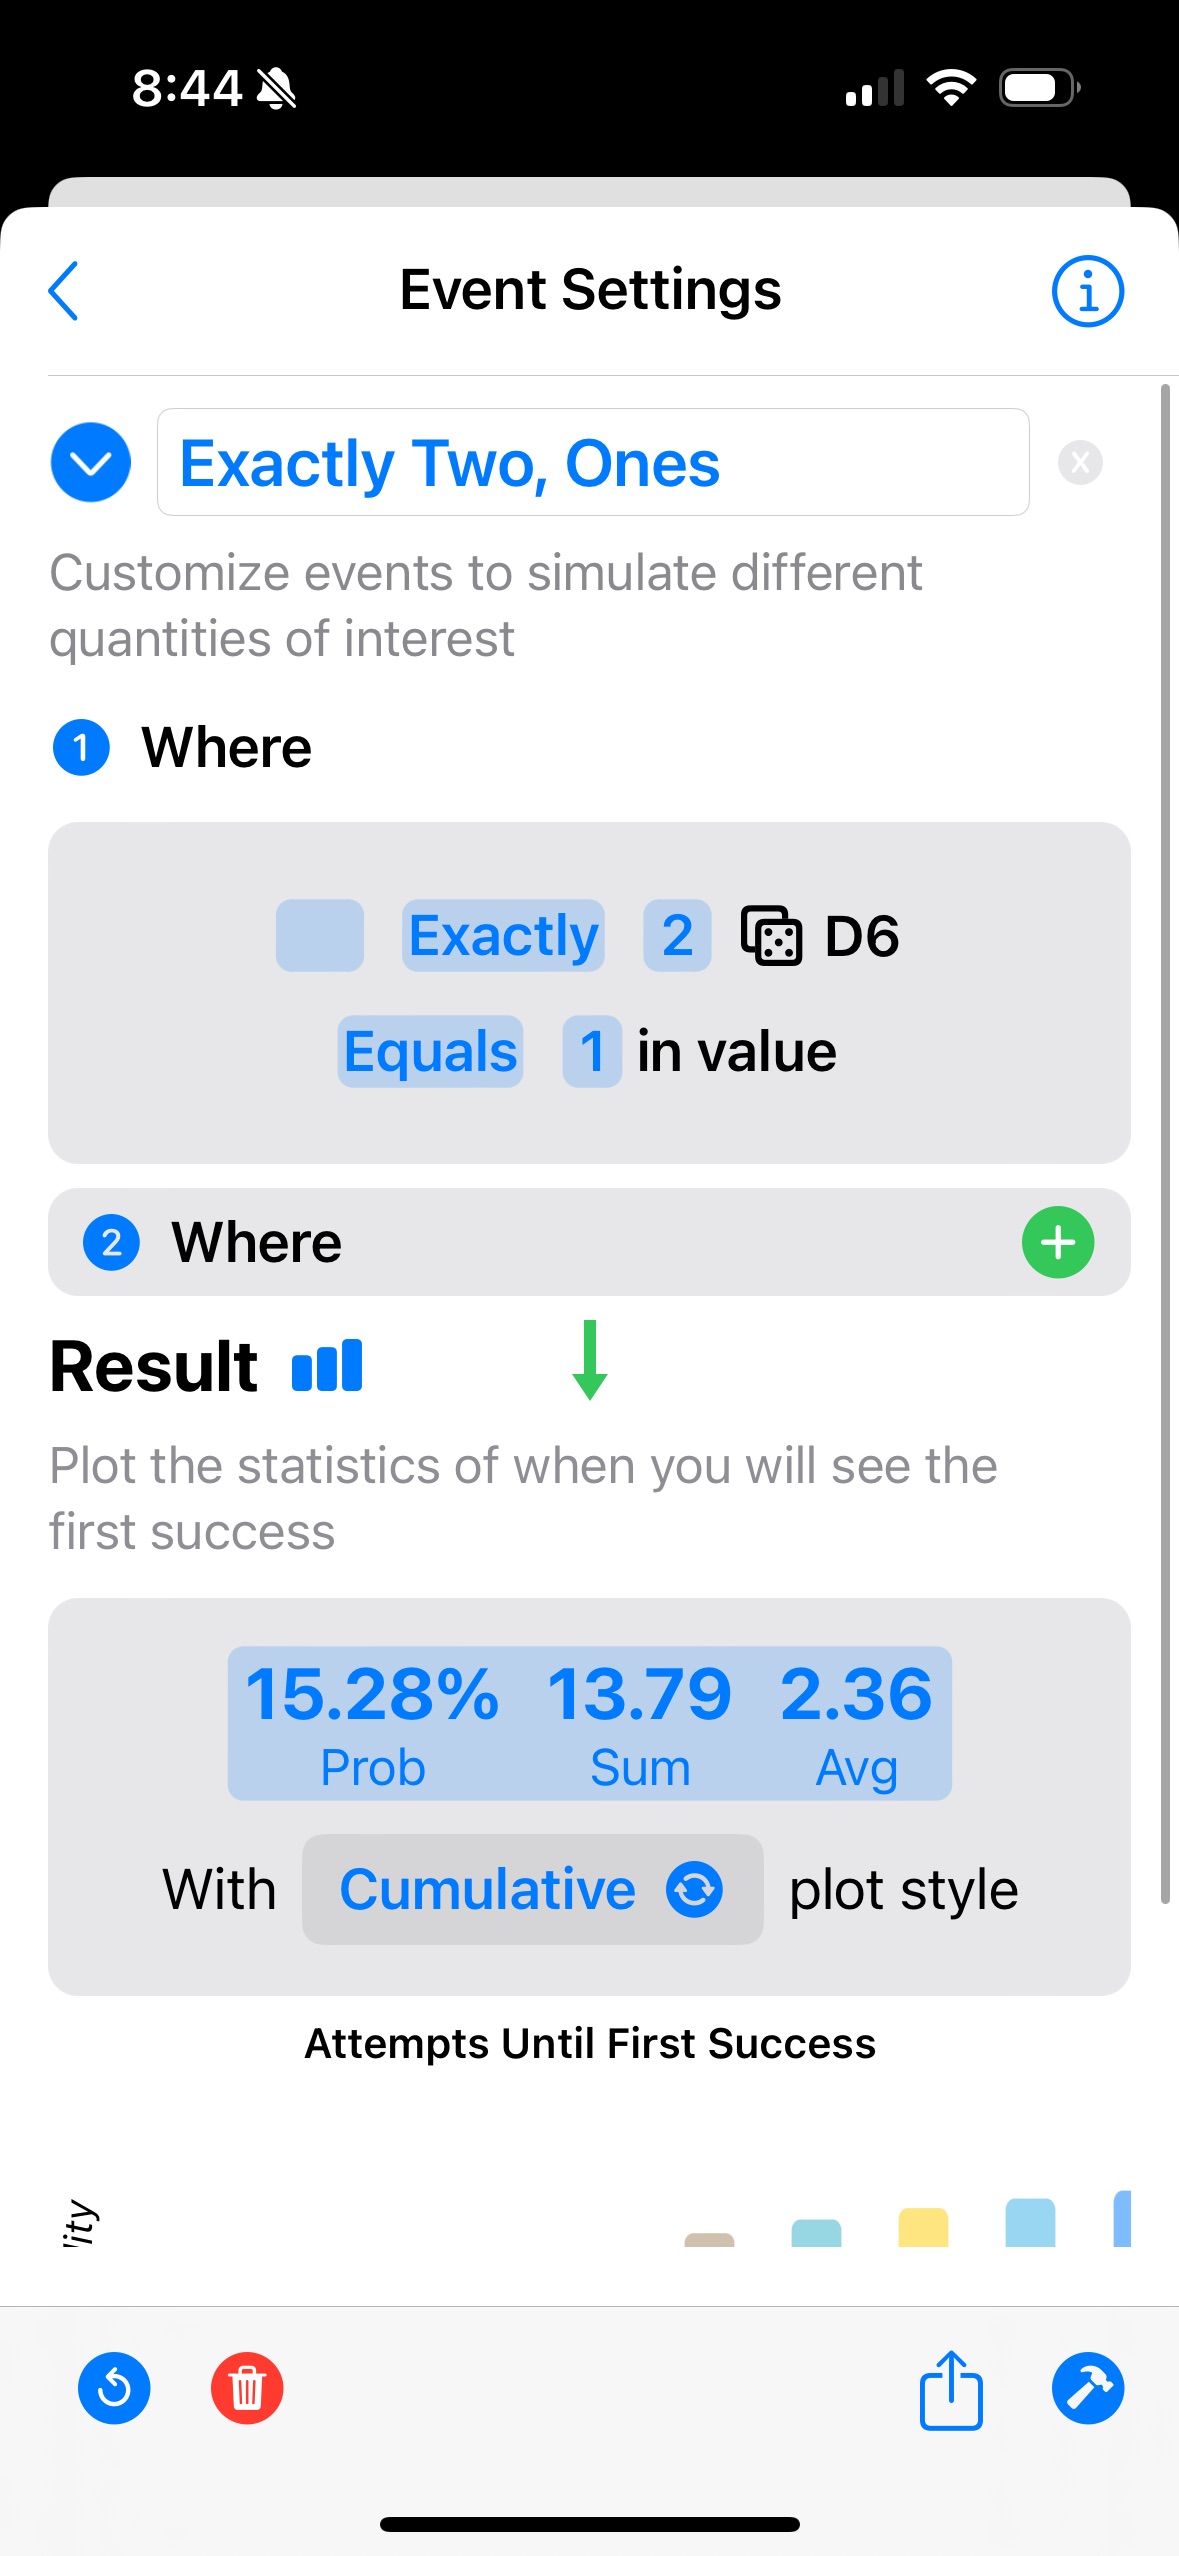 8:44
Event Settings
Exactly Two, Ones
Customize events to simulate different
quantities of interest
1 Where
Exactly 2 D6
Equals 1 in value
2 Where
Result
Plot the statistics of when you will see the
first success
15.28% 13.79 2.36
Prob Sum Avg
With Cumulative plot style
Attempts Until First Success
lity